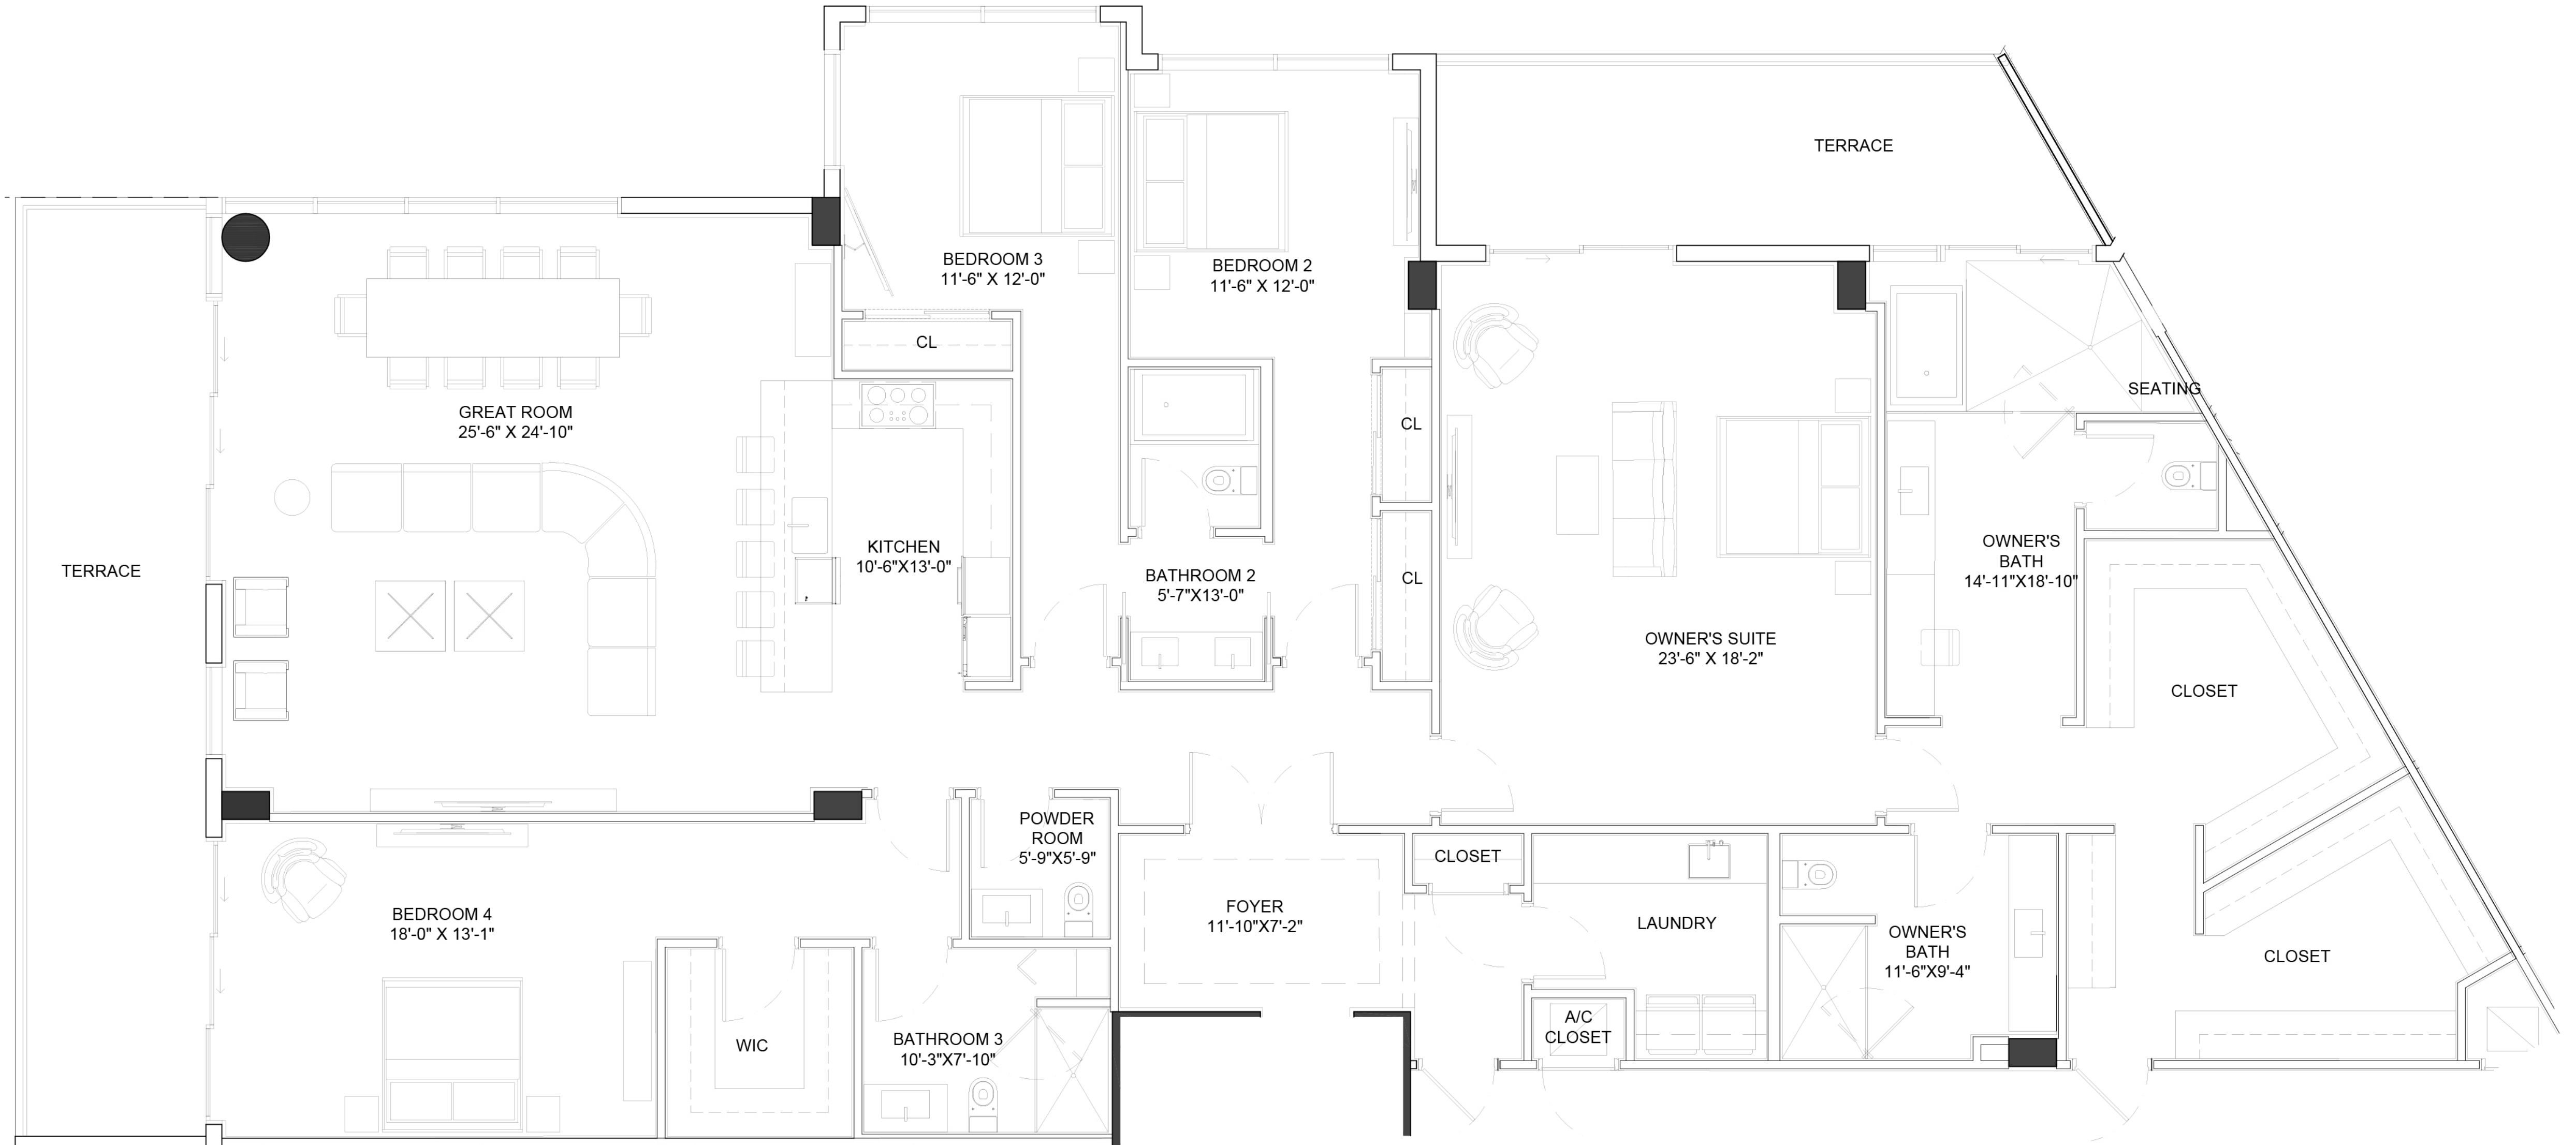 TERRACE
BEDROOM 3
11'-6" X 12'-0"
BEDROOM 2
11'-6" X 12'-0"
CL
SEATING
GREAT ROOM
25'-6" X 24'-10"
CL
KITCHEN
10'-6"X13'-0"
OWNER'S
BATH
14'-11"X18'-10"
TERRACE
BATHROOM 2
5'-7"X13'-0"
CL
OWNER'S SUITE
23'-6" X 18'-2"
CLOSET
POWDER
ROOM
5'-9"X5'-9"
CLOSET
BEDROOM 4
18'-0" X 13'-1"
FOYER
11'-10"X7'-2"
LAUNDRY
OWNER'S
BATH
11'-6"X9'-4"
CLOSET
WIC
BATHROOM 3
10'-3"X7'-10"
A/C
CLOSET